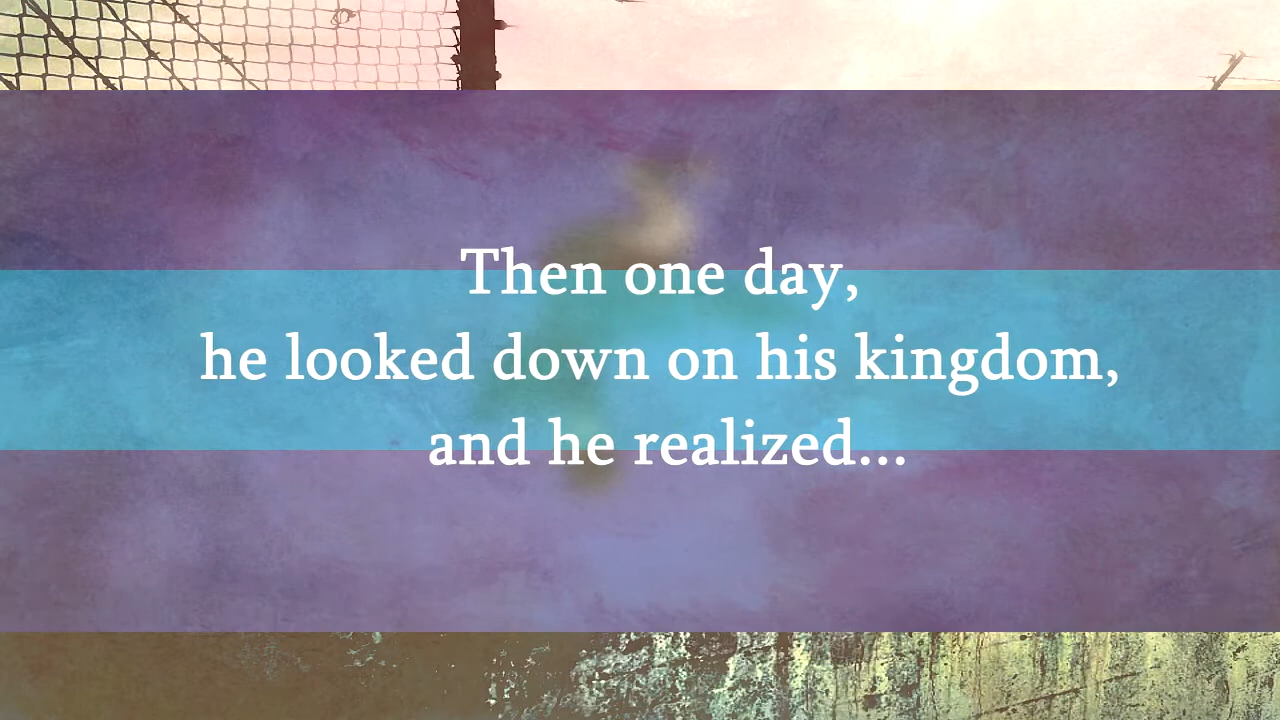 Then one day,
he looked down on his kingdom,
and he realized...